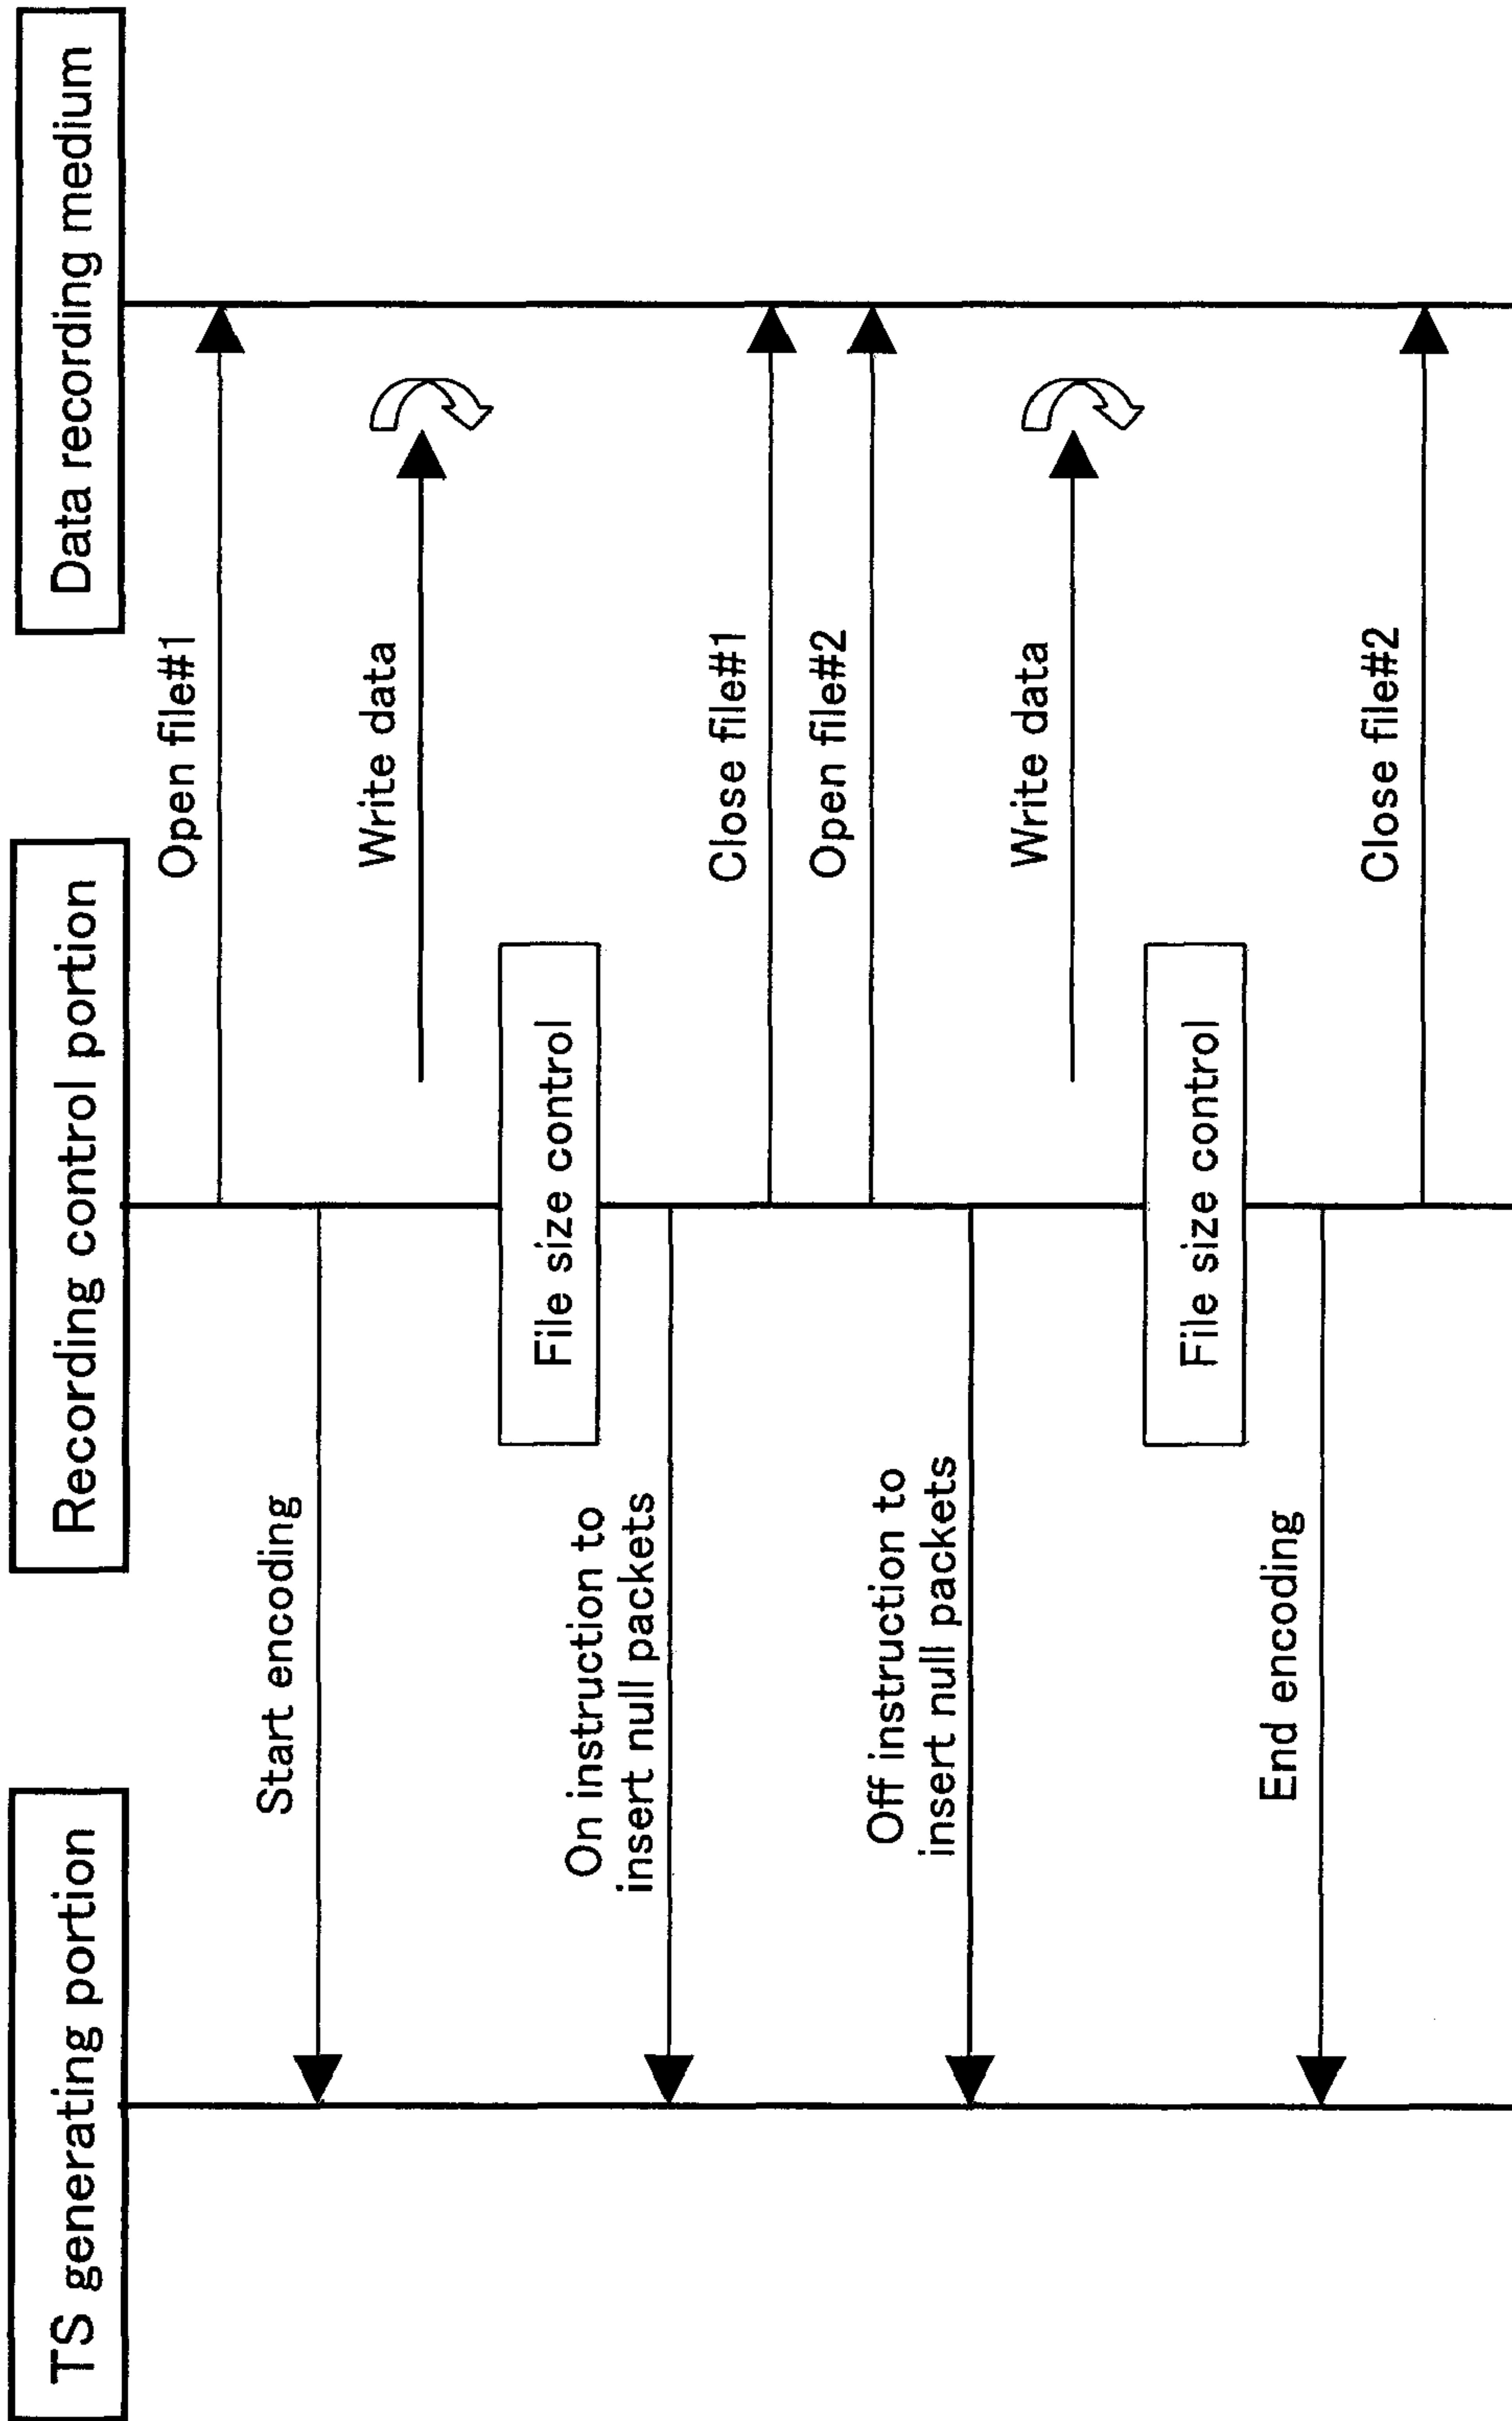 TS generating portion
Recording control portion
Data recording medium
Open file#1
Start encoding
Write data
File size control
On instruction to
insert null packets
Close file#1
Open file#2
Off instruction to
insert null packets
Write data
File size control
End encoding
Close file#2